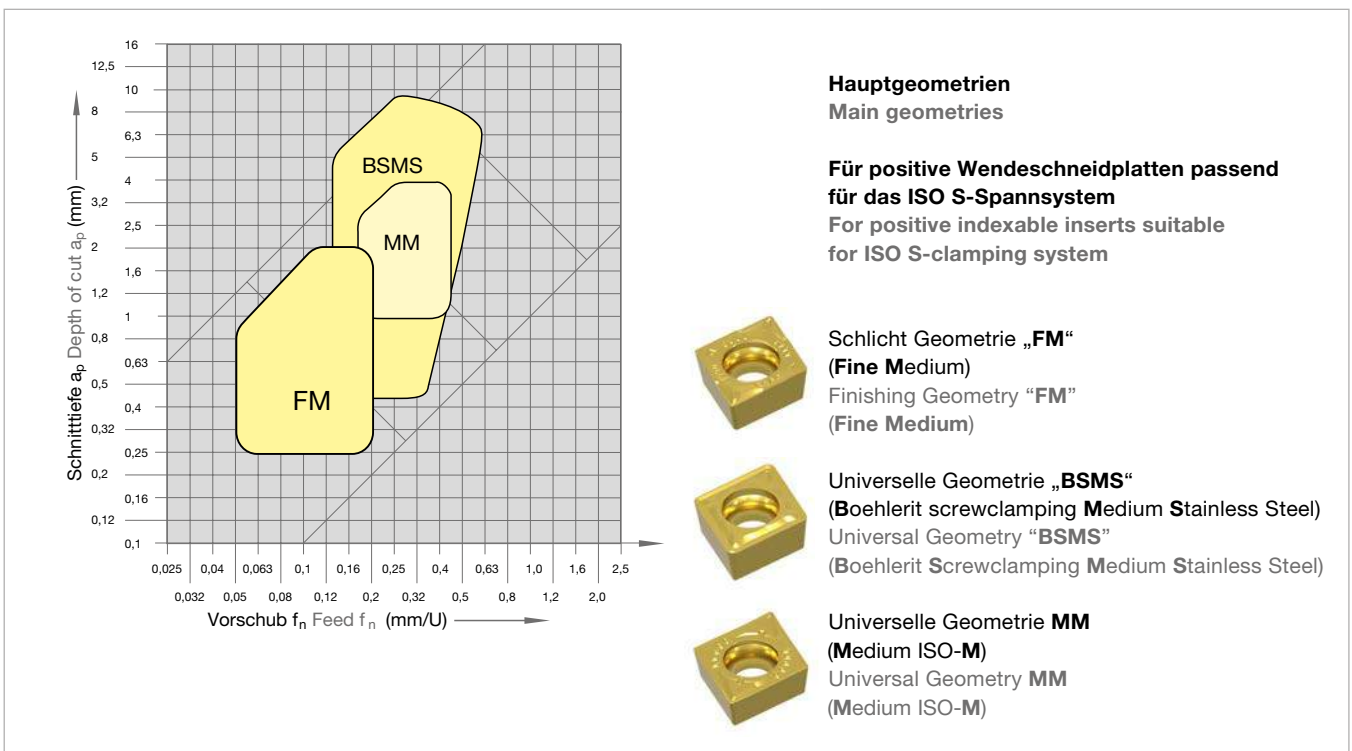 16
12,5
10
8
6,3
5
4
3,2
2,5
2
1,6
1,2
1
0,8
0,63
0,5
0,4
0,32
0,25
0,2
0,16
0,12
0,1
Schnitttiefe ap Depth of cut ap (mm)
BSMS
MM
FM
0,025 0,04 0,063 0,1 0,16 0,25 0,4 0,63 1,0 1,6 2,5
0,032 0,05 0,08 0,12 0,2 0,32 0,5 0,8 1,2 2,0
Vorschub fn Feed fn (mm/U)
Hauptgeometrien
Main geometries
Für positive Wendeschneidplatten passend
für das ISO S-Spannsystem
For positive indexable inserts suitable
for ISO S-clamping system
Schlicht Geometrie „FM“
(Fine Medium)
Finishing Geometry “FM”
(Fine Medium)
Universelle Geometrie „BSMS“
(Boehlerit screwclamping Medium Stainless Steel)
Universal Geometry “BSMS”
(Boehlerit Screwclamping Medium Stainless Steel)
Universelle Geometrie MM
(Medium ISO-M)
Universal Geometry MM
(Medium ISO-M)